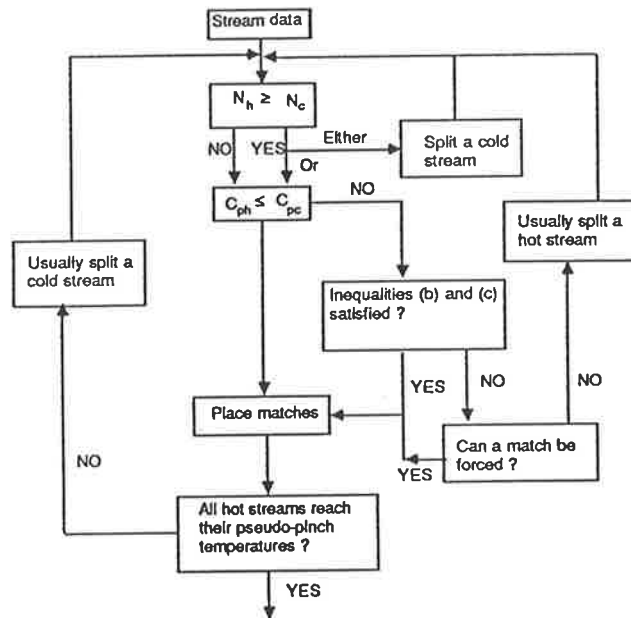 Stream data
N_h ≥ N_c
NO
YES
Either
Or
Split a cold
stream
C_ph ≤ C_pc
NO
Usually split a
hot stream
Usually split a
cold stream
Inequalities (b) and (c)
satisfied ?
YES
NO
NO
Place matches
Can a match be
forced ?
YES
NO
All hot streams reach
their pseudo-pinch
temperatures ?
YES